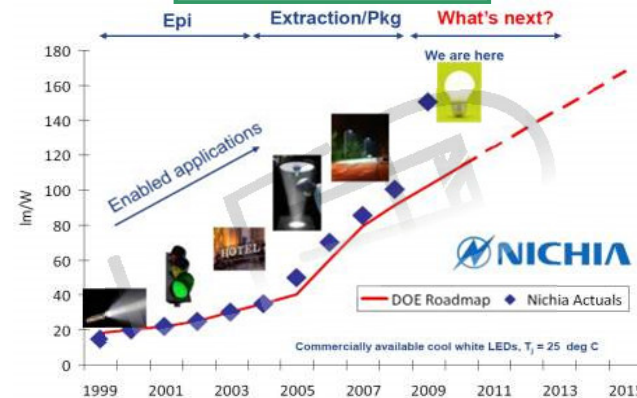 Epi
Extraction/Pkg
What's next?
We are here
180
160
140
120
100
80
60
40
20
0
lm/W
Enabled applications
HOTEL
NICHIA
DOE Roadmap
Nichia Actuals
Commercially available cool white LEDs, Tj = 25 deg C
1999
2001
2003
2005
2007
2009
2011
2013